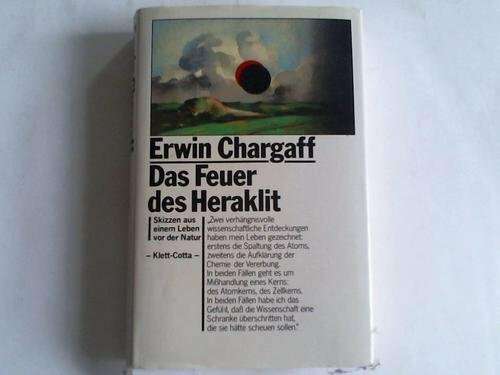 Erwin Chargaff
Das Feuer
des Heraklit
Skizzen aus
einem Leben
vor der Natur
– Klett-Cotta –
„Zwei verhängnisvolle
wissenschaftliche Entdeckungen
haben mein Leben gezeichnet:
erstens die Spaltung des Atoms,
zweitens die Aufklärung der
Chemie der Vererbung.
In beiden Fällen geht es um
Mißhandlung eines Kerns:
des Atomkerns, des Zellkerns.
In beiden Fällen habe ich das
Gefühl, daß die Wissenschaft eine
Schranke überschritten hat,
die sie hätte scheuen sollen.“